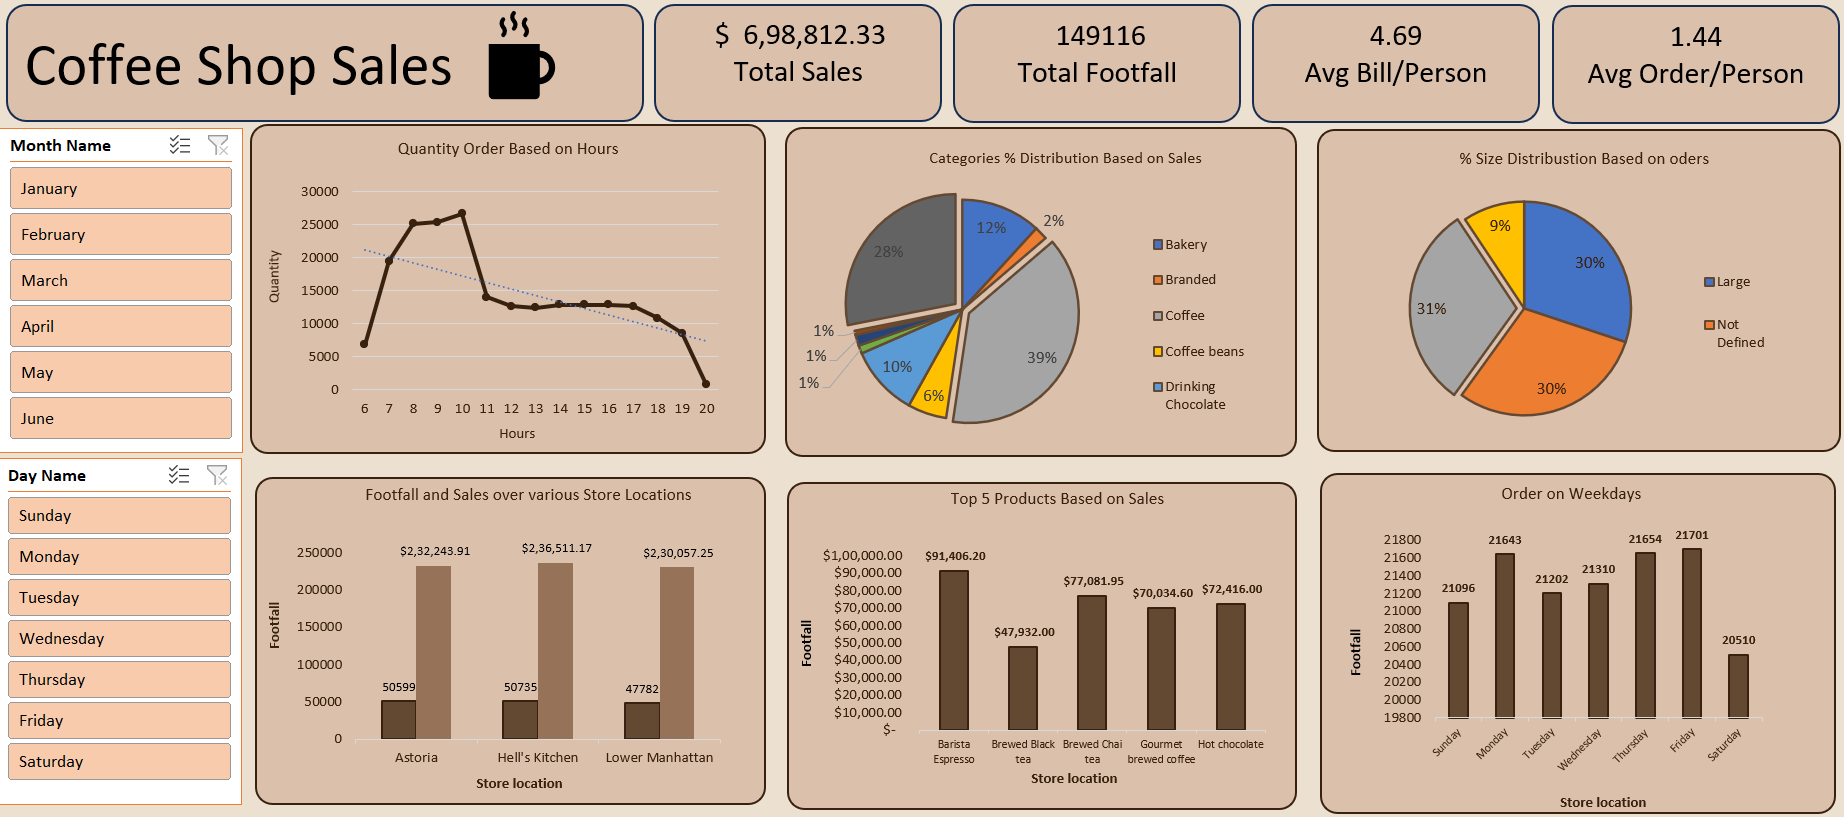 Coffee Shop Sales
$ 6,98,812.33
Total Sales
149116
Total Footfall
4.69
Avg Bill/Person
1.44
Avg Order/Person
Month Name
January
February
March
April
May
June
Day Name
Sunday
Monday
Tuesday
Wednesday
Thursday
Friday
Saturday
Quantity Order Based on Hours
Quantity
30000
25000
20000
15000
10000
5000
0
6 7 8 9 10 11 12 13 14 15 16 17 18 19 20
Hours
Categories % Distribution Based on Sales
12%
2%
28%
39%
1%
1%
1%
10%
6%
Bakery
Branded
Coffee
Coffee beans
Drinking
Chocolate
% Size Distribustion Based on oders
9%
30%
31%
30%
Large
Not
Defined
Footfall and Sales over various Store Locations
Footfall
250000
200000
150000
100000
50000
0
$2,32,243.91
$2,36,511.17
$2,30,057.25
50599
50735
47782
Astoria
Hell's Kitchen
Lower Manhattan
Store location
Top 5 Products Based on Sales
Footfall
$1,00,000.00
$90,000.00
$80,000.00
$70,000.00
$60,000.00
$50,000.00
$40,000.00
$30,000.00
$20,000.00
$10,000.00
$-
$91,406.20
$47,932.00
$77,081.95
$70,034.60
$72,416.00
Barista
Espresso
Brewed Black
tea
Brewed Chai
tea
Gourmet
brewed coffee
Hot chocolate
Store location
Order on Weekdays
Footfall
21800
21600
21400
21200
21000
20800
20600
20400
20200
20000
19800
21096
21643
21202
21310
21654
21701
20510
Sunday
Monday
Tuesday
Wednesday
Thursday
Friday
Saturday
Store location